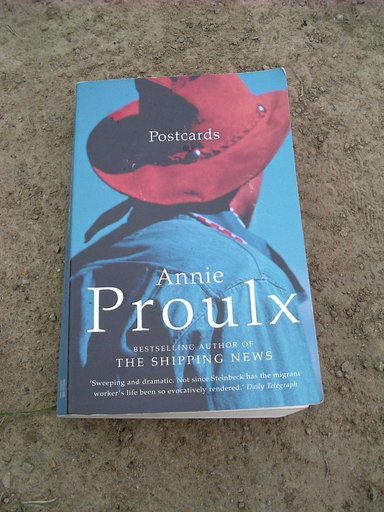 Postcards
Annie
Proulx
BESTSELLING AUTHOR OF
THE SHIPPING NEWS
'Sweeping and dramatic. Not since Steinbeck has the migrant
worker's life been so evocatively rendered.' Daily Telegraph